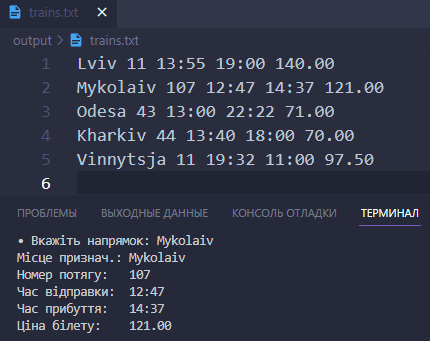 trains.txt
output > trains.txt
1 Lviv 11 13:55 19:00 140.00
2 Mykolaiv 107 12:47 14:37 121.00
3 Odesa 43 13:00 22:22 71.00
4 Kharkiv 44 13:40 18:00 70.00
5 Vinnytsja 11 19:32 11:00 97.50
6
ПРОБЛЕМЫ ВЫХОДНЫЕ ДАННЫЕ КОНСОЛЬ ОТЛАДКИ ТЕРМИНАЛ
• Вкажіть напрямок: Mykolaiv
Місце признач.: Mykolaiv
Номер потягу: 107
Час відправки: 12:47
Час прибуття: 14:37
Ціна білету: 121.00